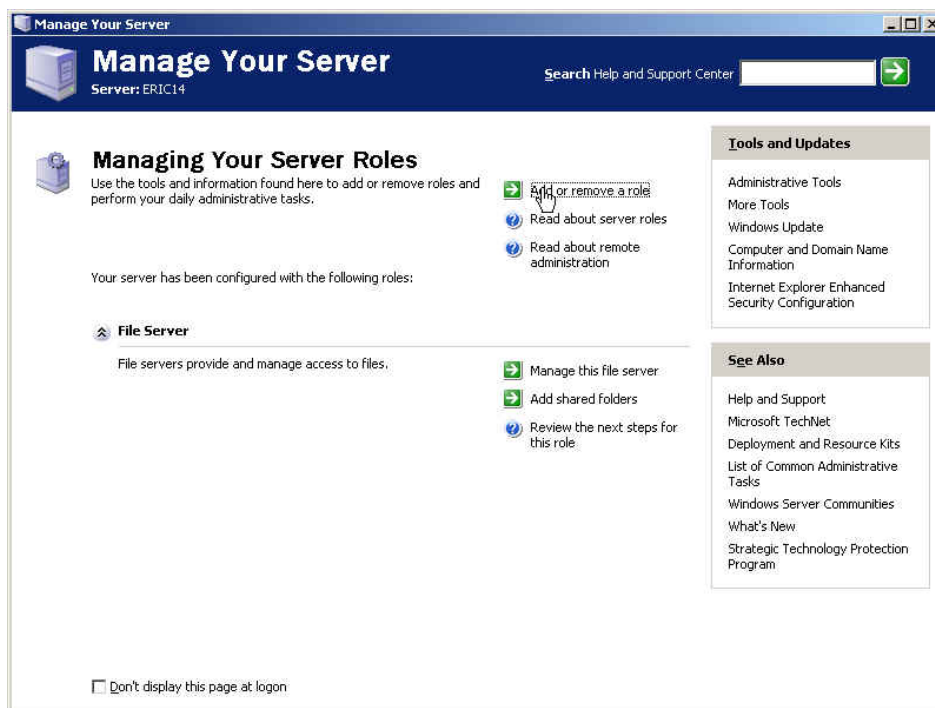 Manage Your Server
Manage Your Server
Server: ERIC14
Search Help and Support Center
Managing Your Server Roles
Use the tools and information found here to add or remove roles and
perform your daily administrative tasks.
Add or remove a role
Read about server roles
Read about remote
administration
Your server has been configured with the following roles:
File Server
File servers provide and manage access to files.
Manage this file server
Add shared folders
Review the next steps for
this role
Tools and Updates
Administrative Tools
More Tools
Windows Update
Computer and Domain Name
Information
Internet Explorer Enhanced
Security Configuration
See Also
Help and Support
Microsoft TechNet
Deployment and Resource Kits
List of Common Administrative
Tasks
Windows Server Communities
What's New
Strategic Technology Protection
Program
Don't display this page at logon